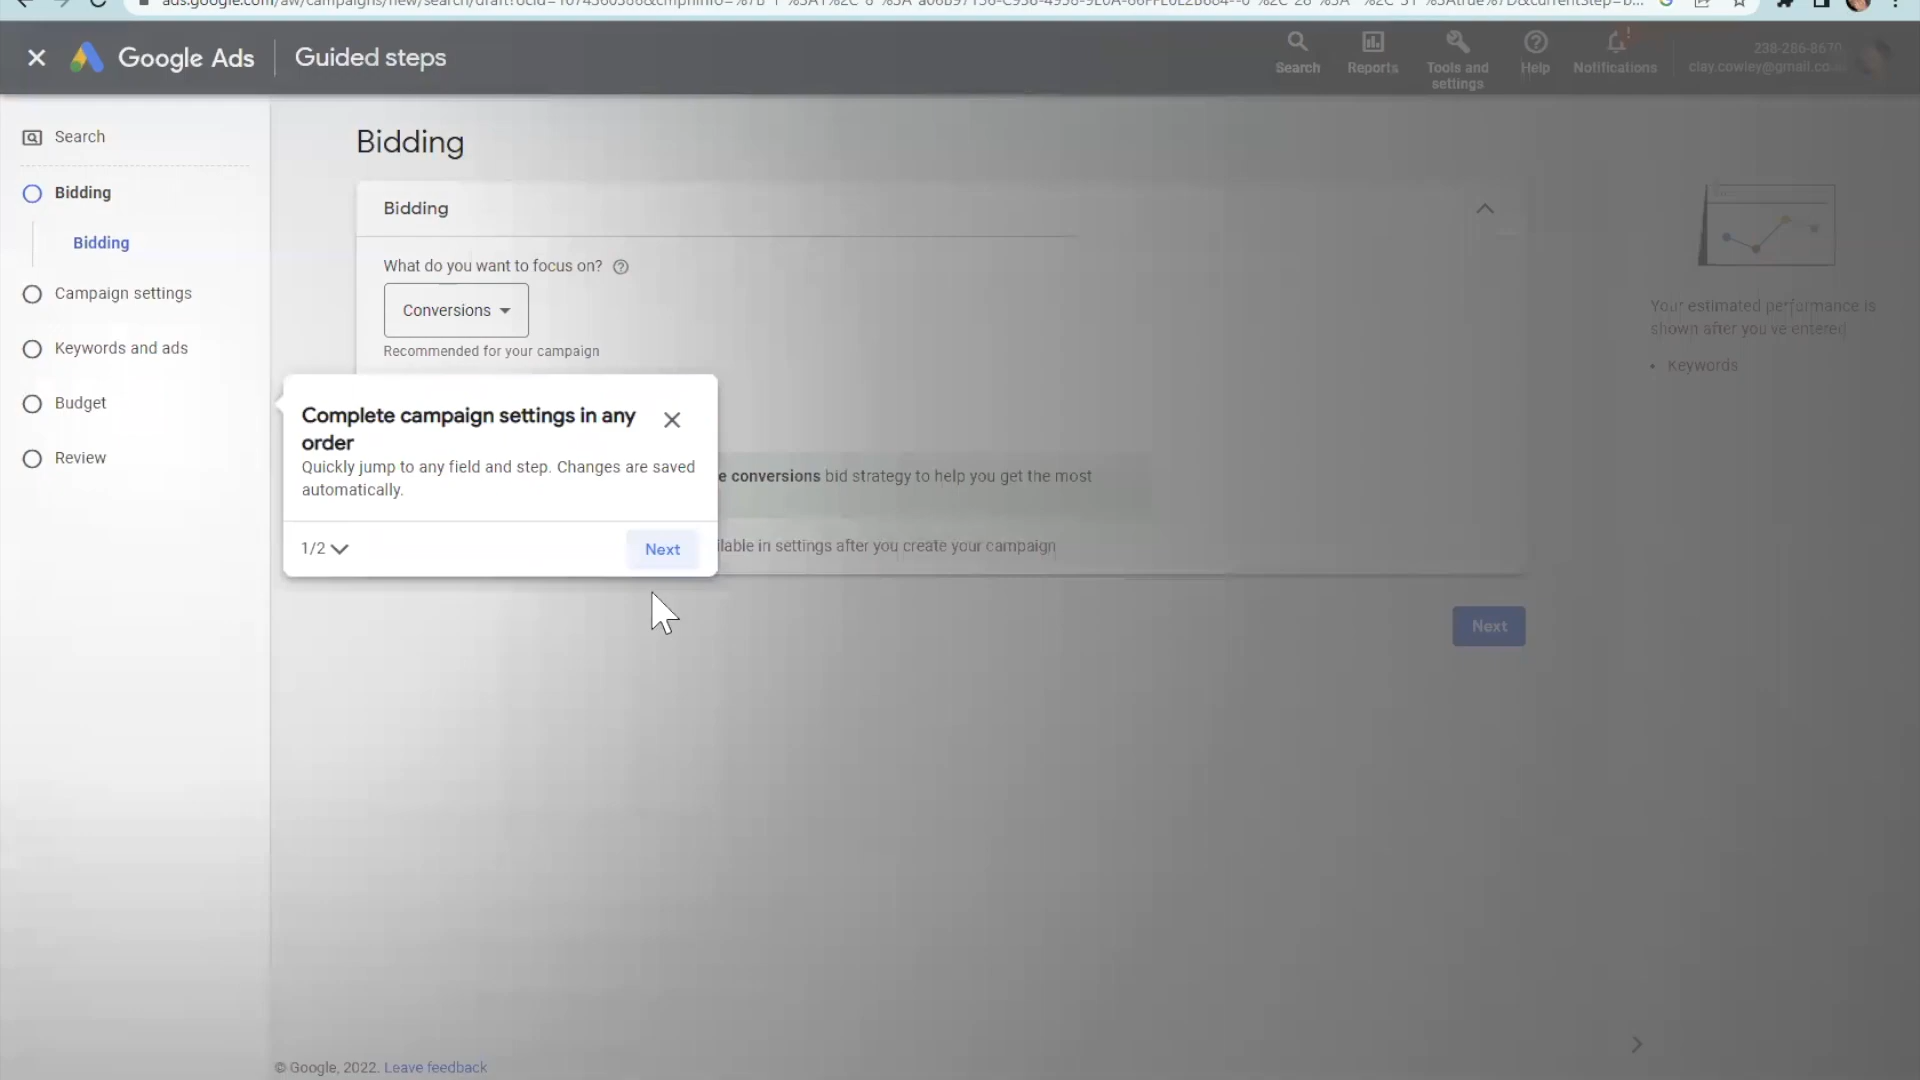 Google Ads
Guided steps
Search
Reports
Tools and
settings
Help
Notifications
238-286-8670
Search
Bidding
Bidding
Campaign settings
Keywords and ads
Budget
Review
Bidding
Bidding
What do you want to focus on?
Conversions
Recommended for your campaign
Complete campaign settings in any
order
Quickly jump to any field and step. Changes are saved
automatically.
1/2
Next
e conversions bid strategy to help you get the most
ilable in settings after you create your campaign
Next
Your estimated performance is
shown after you've entered
• Keywords
© Google, 2022. Leave feedback